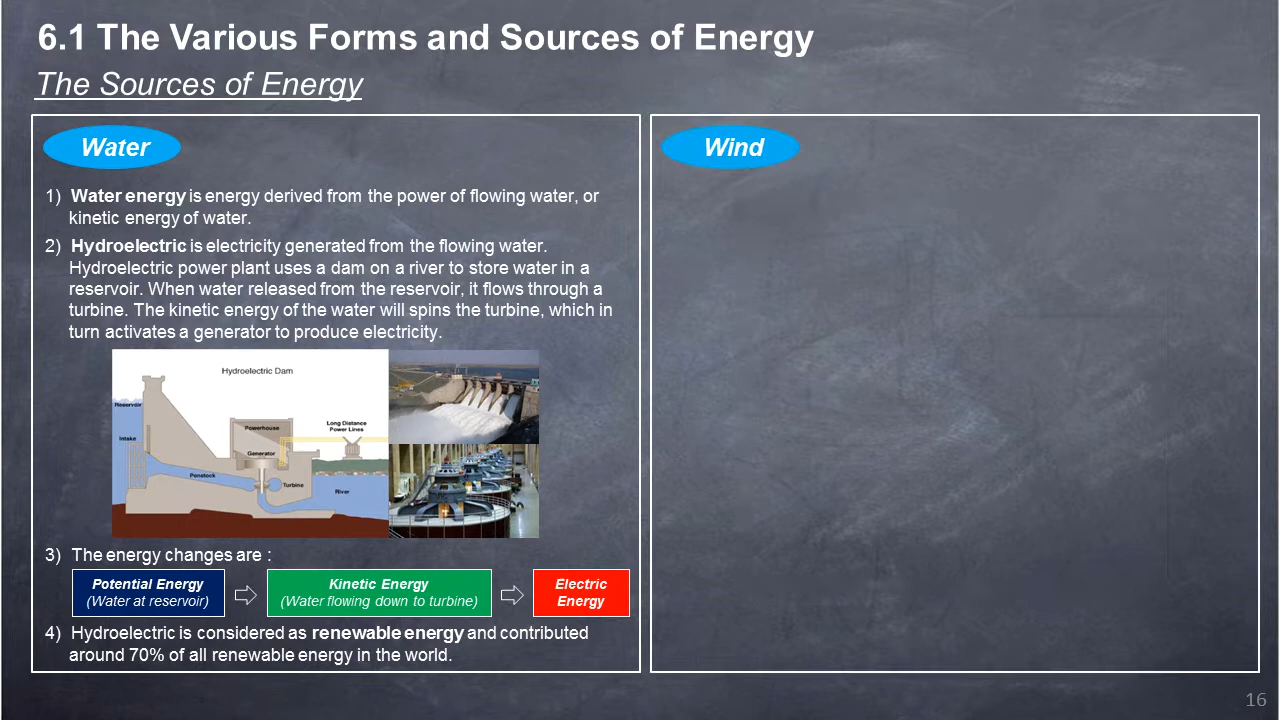 6.1 The Various Forms and Sources of Energy
The Sources of Energy
Water
1) Water energy is energy derived from the power of flowing water, or
kinetic energy of water.
2) Hydroelectric is electricity generated from the flowing water.
Hydroelectric power plant uses a dam on a river to store water in a
reservoir. When water released from the reservoir, it flows through a
turbine. The kinetic energy of the water will spins the turbine, which in
turn activates a generator to produce electricity.
Hydroelectric Dam
Reservoir
Intake
Penstock
Powerhouse
Generator
Turbine
Long Distance
Power Lines
River
3) The energy changes are :
Potential Energy
(Water at reservoir)
Kinetic Energy
(Water flowing down to turbine)
Electric
Energy
4) Hydroelectric is considered as renewable energy and contributed
around 70% of all renewable energy in the world.
Wind
16